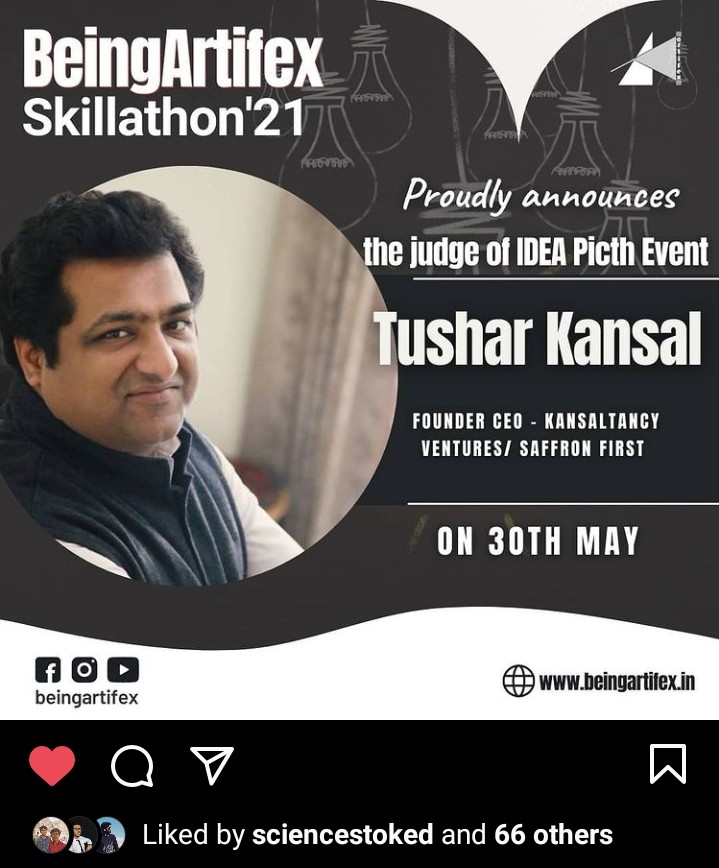 BeingArtifex
Skillathon'21
Proudly announces
the judge of IDEA Picth Event
Tushar Kansal
FOUNDER CEO - KANSALTANCY
VENTURES/ SAFFRON FIRST
ON 30TH MAY
beingartifex
www.beingartifex.in
Liked by sciencestoked and 66 others